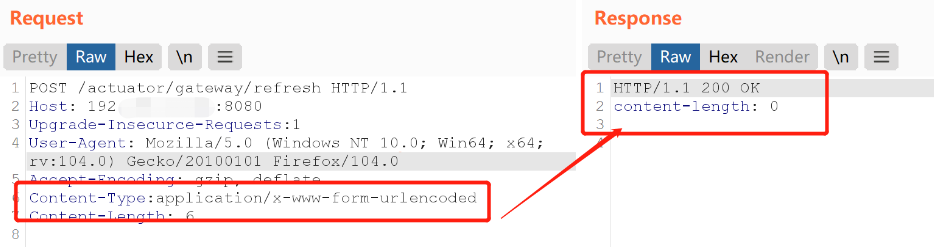 Request
Response
Pretty Raw Hex \n
Pretty Raw Hex Render \n
1 POST /actuator/gateway/refresh HTTP/1.1
2 Host: 192 :8080
3 Upgrade-Insecurce-Requests:1
4 User-Agent: Mozilla/5.0 (Windows NT 10.0; Win64; x64;
rv:104.0) Gecko/20100101 Firefox/104.0
5 Accept-Encoding: gzip, deflate
6 Content-Type:application/x-www-form-urlencoded
7 Content-Length: 6
8
1 HTTP/1.1 200 OK
2 content-length: 0
3
4